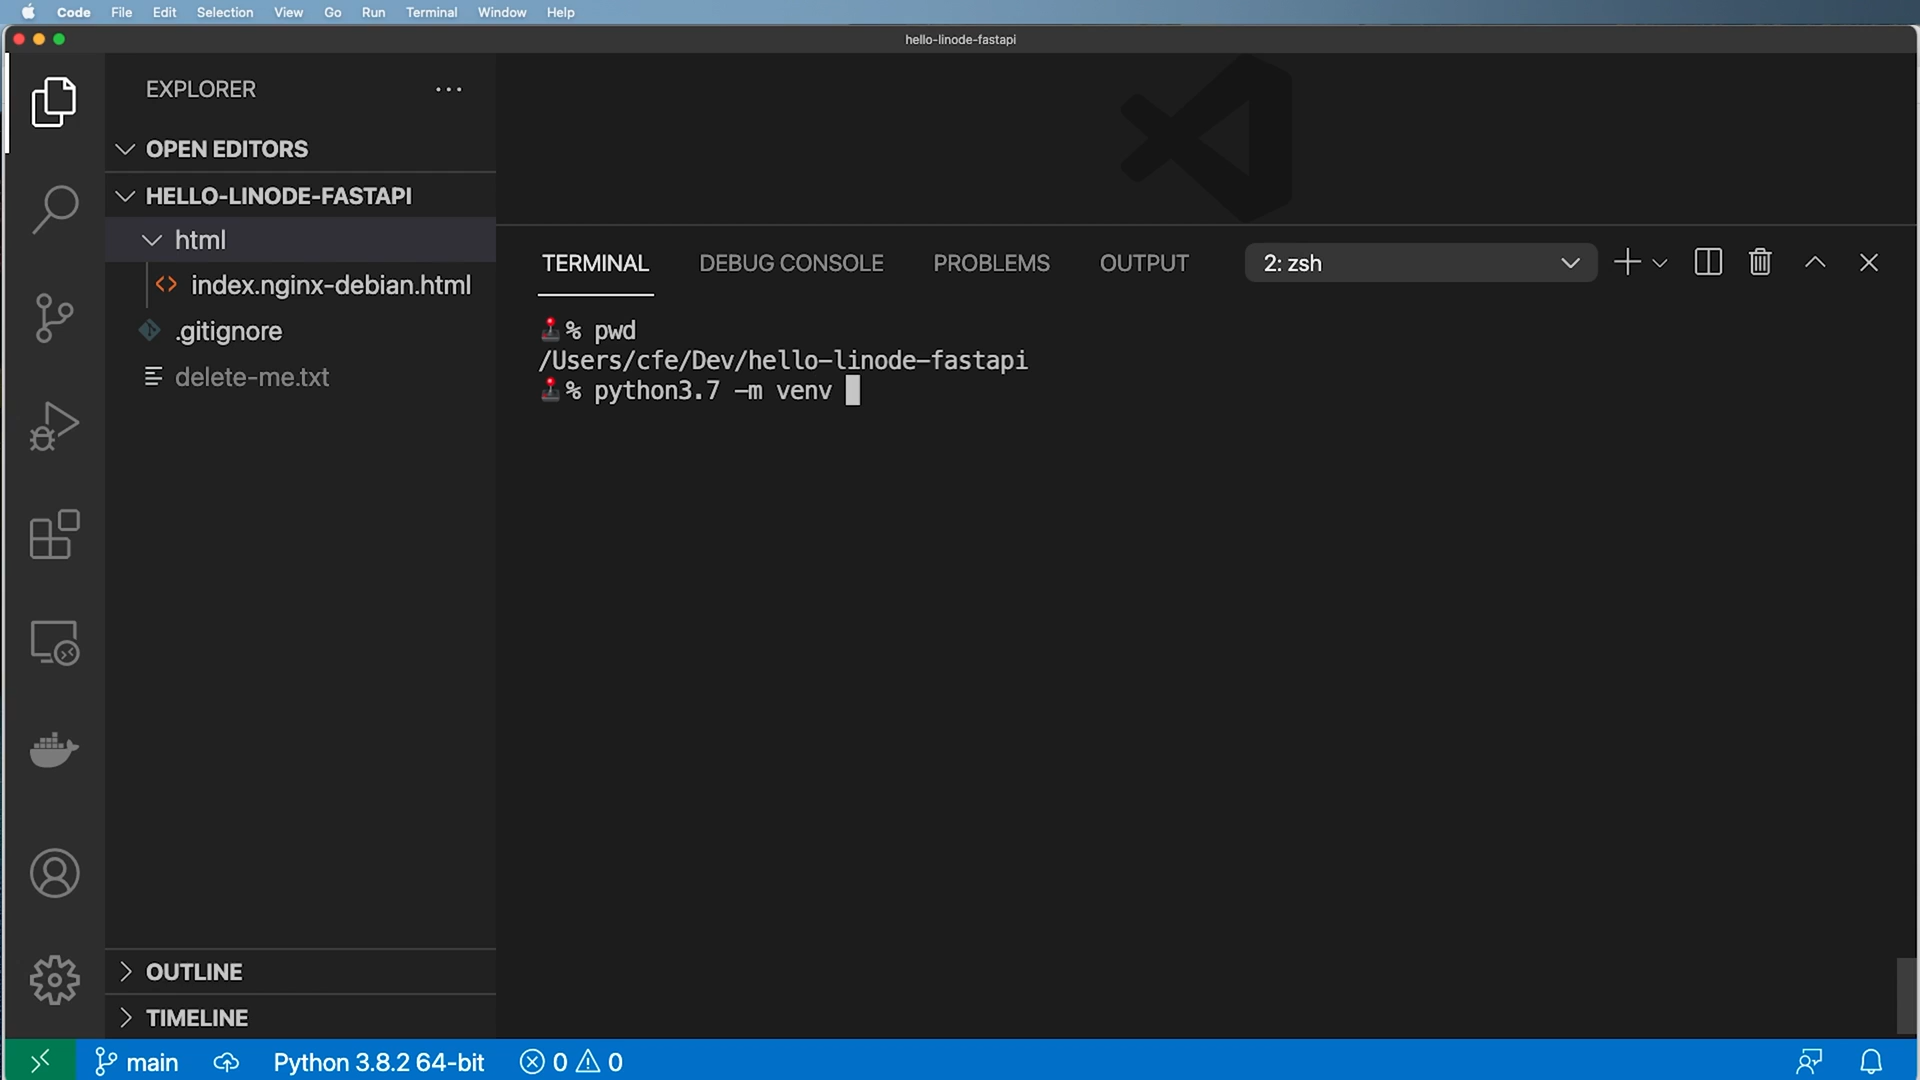 Code File Edit Selection View Go Run Terminal Window Help
hello-linode-fastapi
EXPLORER
OPEN EDITORS
HELLO-LINODE-FASTAPI
html
index.nginx-debian.html
.gitignore
delete-me.txt
OUTLINE
TIMELINE
TERMINAL DEBUG CONSOLE PROBLEMS OUTPUT 2: zsh
% pwd
/Users/cfe/Dev/hello-linode-fastapi
% python3.7 -m venv
main Python 3.8.2 64-bit 0 0